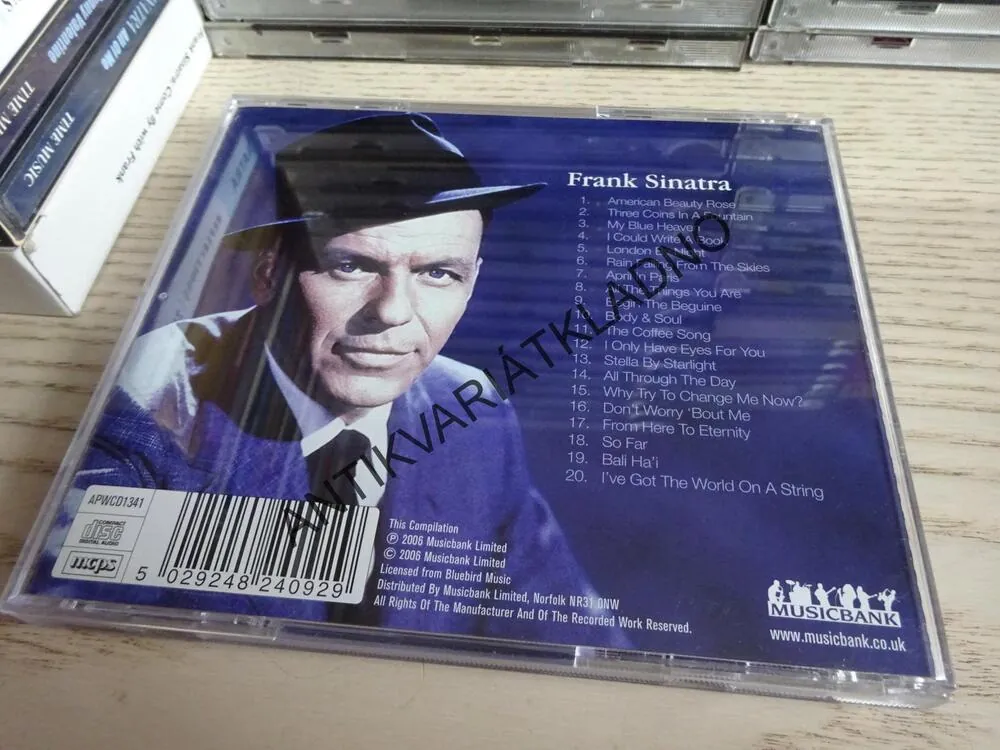 TIME MUSIC
TIME MUSIC
Frank Sinatra Come fly with Frank
Frank Sinatra
1. American Beauty Rose
2. Three Coins In A Fountain
3. My Blue Heaven
4. I Could Write A Book
5. London By Night
6. Rain Falling From The Skies
7. April In Paris
8. All The Things You Are
9. Begin The Beguine
10. Body & Soul
11. The Coffee Song
12. I Only Have Eyes For You
13. Stella By Starlight
14. All Through The Day
15. Why Try To Change Me Now?
16. Don't Worry 'Bout Me
17. From Here To Eternity
18. So Far
19. Bali Ha'i
20. I've Got The World On A String
ANTIKVARIÁTKLADNO
APWCD1341
COMPACT
disc
DIGITAL AUDIO
mcps
5 029248 240929
This Compilation
℗ 2006 Musicbank Limited
© 2006 Musicbank Limited
Licensed from Bluebird Music
Distributed By Musicbank Limited, Norfolk NR31 0NW
All Rights Of The Manufacturer And Of The Recorded Work Reserved.
MUSICBANK
www.musicbank.co.uk